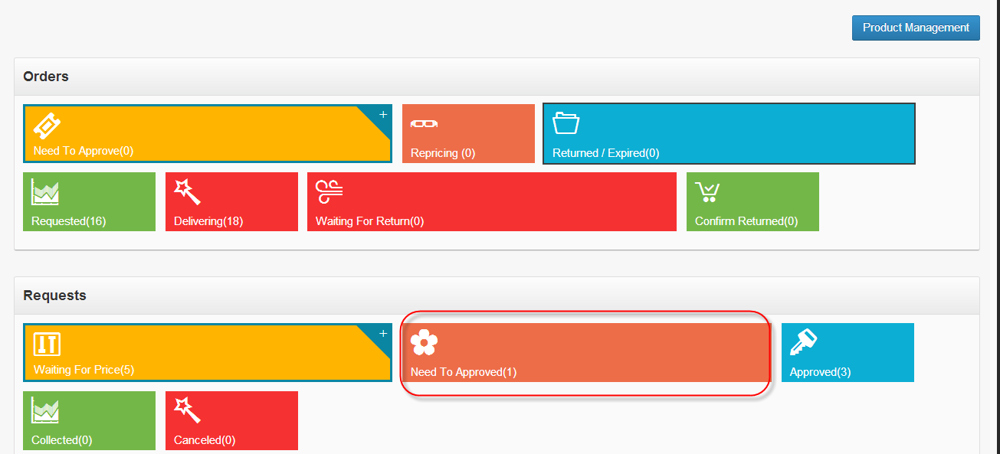 Product Management
Orders
+
Need To Approve(0)
Repricing (0)
Returned / Expired(0)
Requested(16)
Delivering(18)
Waiting For Return(0)
Confirm Returned(0)
Requests
+
Waiting For Price(5)
Need To Approved(1)
Approved(3)
Collected(0)
Canceled(0)